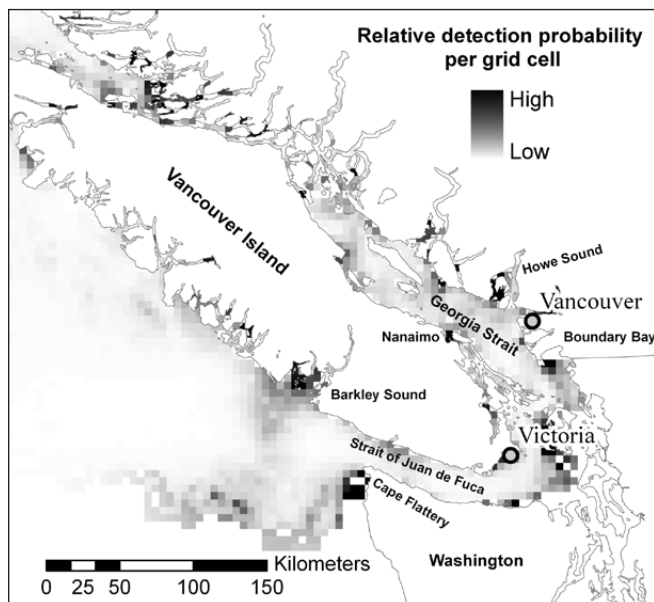 Relative detection probability
per grid cell
High
Low
Vancouver Island
Howe Sound
Vancouver
Georgia Strait
Nanaimo
Boundary Bay
Barkley Sound
Victoria
Strait of Juan de Fuca
Cape Flattery
Washington
Kilometers
0 25 50 100 150